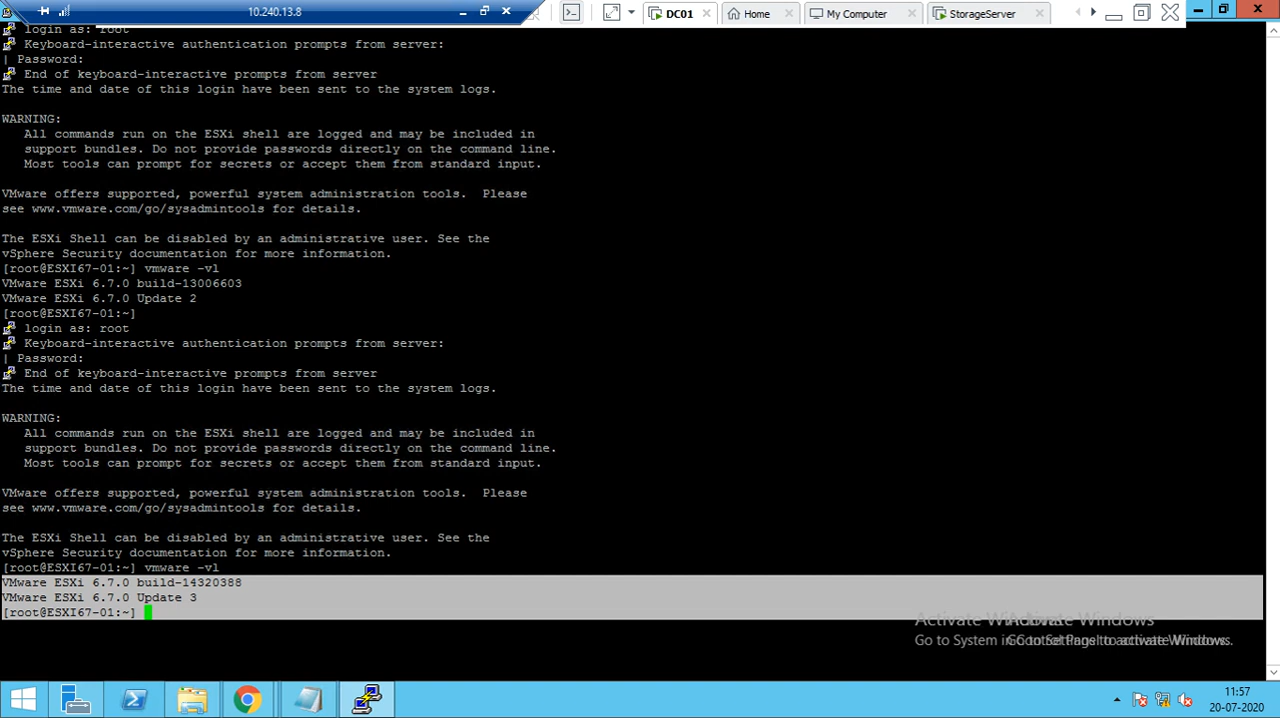 10.240.13.8
DC01
Home
My Computer
StorageServer
login as: root
Keyboard-interactive authentication prompts from server:
| Password:
End of keyboard-interactive prompts from server
The time and date of this login have been sent to the system logs.
WARNING:
All commands run on the ESXi shell are logged and may be included in
support bundles. Do not provide passwords directly on the command line.
Most tools can prompt for secrets or accept them from standard input.
VMware offers supported, powerful system administration tools.  Please
see www.vmware.com/go/sysadmintools for details.
The ESXi Shell can be disabled by an administrative user. See the
vSphere Security documentation for more information.
[root@ESXI67-01:~] vmware -vl
VMware ESXi 6.7.0 build-13006603
VMware ESXi 6.7.0 Update 2
[root@ESXI67-01:~]
login as: root
Keyboard-interactive authentication prompts from server:
| Password:
End of keyboard-interactive prompts from server
The time and date of this login have been sent to the system logs.
WARNING:
All commands run on the ESXi shell are logged and may be included in
support bundles. Do not provide passwords directly on the command line.
Most tools can prompt for secrets or accept them from standard input.
VMware offers supported, powerful system administration tools.  Please
see www.vmware.com/go/sysadmintools for details.
The ESXi Shell can be disabled by an administrative user. See the
vSphere Security documentation for more information.
[root@ESXI67-01:~] vmware -vl
VMware ESXi 6.7.0 build-14320388
VMware ESXi 6.7.0 Update 3
[root@ESXI67-01:~]
Activate Windows
Go to System in
11:57
20-07-2020